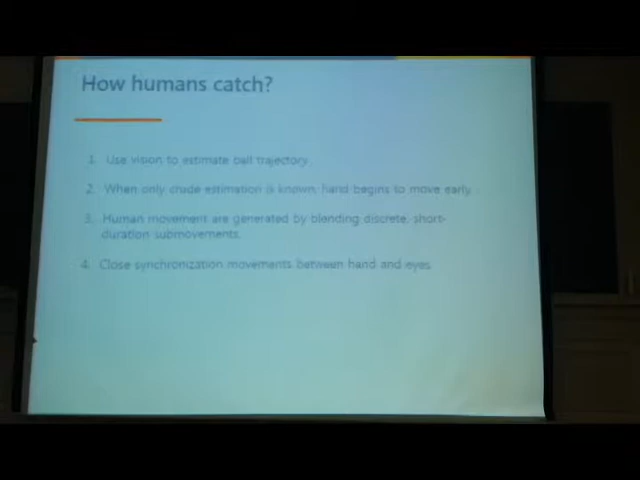 How humans catch?
1. Use vision to estimate ball trajectory.
2. When only crude estimation is known, hand begins to move early.
3. Human movement are generated by blending discrete, short-
duration submovements.
4. Close synchronization movements between hand and eyes.